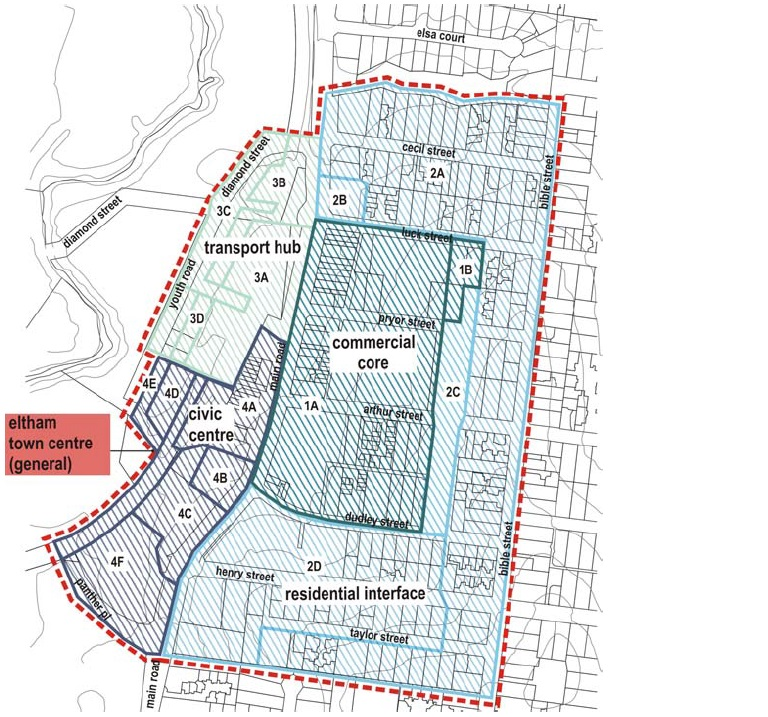 elsa court
cecil street
2A
bible street
diamond street
3B
2B
3C
diamond street
luck street
transport hub
1B
3A
youth road
3D
pryor street
commercial
core
main road
4E
4D
2C
civic
centre
4A
1A
arthur street
eltham
town centre
(general)
4B
4C
dudley street
4F
2D
henry street
bible street
residential interface
panther pl
taylor street
main road